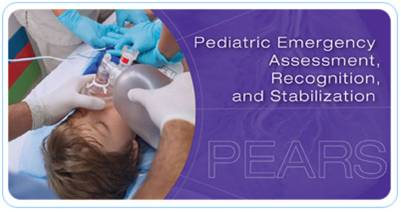 Pediatric Emergency
Assessment,
Recognition,
and Stabilization
PEARS